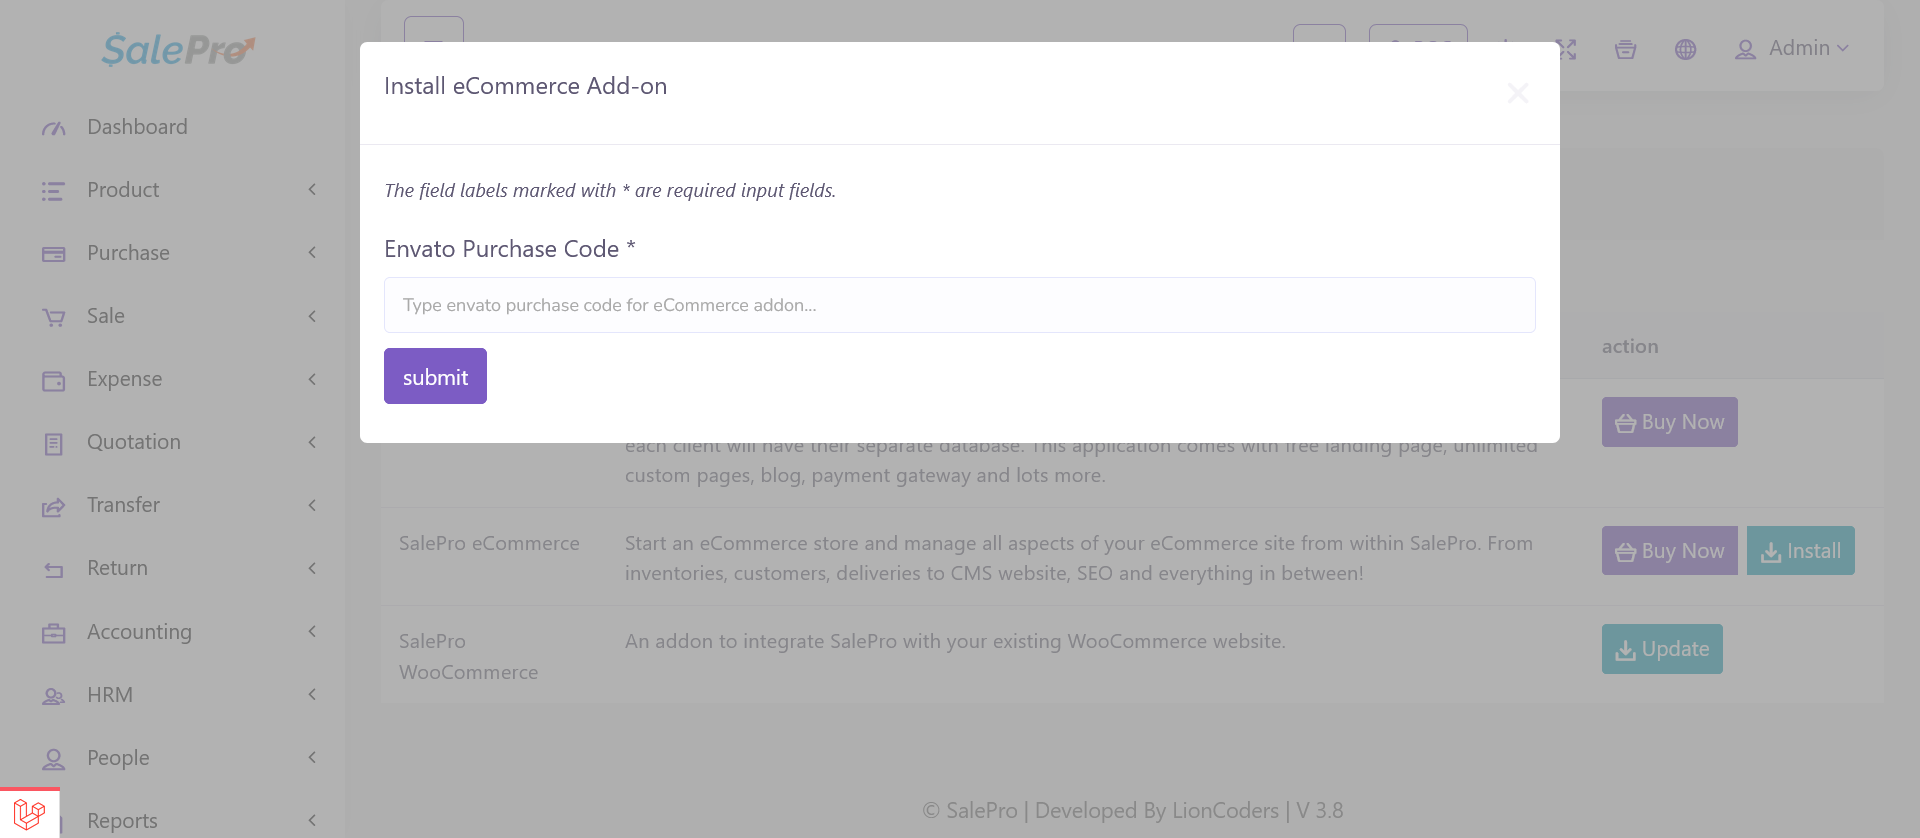 SalePro
Admin
Install eCommerce Add-on
The field labels marked with * are required input fields.
Envato Purchase Code *
Type envato purchase code for eCommerce addon...
submit
Dashboard
Product
Purchase
Sale
Expense
Quotation
Transfer
Return
Accounting
HRM
People
Reports
action
each client will have their separate database. This application comes with free landing page, unlimited
custom pages, blog, payment gateway and lots more.
Buy Now
SalePro eCommerce
Start an eCommerce store and manage all aspects of your eCommerce site from within SalePro. From
inventories, customers, deliveries to CMS website, SEO and everything in between!
Buy Now
Install
SalePro
WooCommerce
An addon to integrate SalePro with your existing WooCommerce website.
Update
© SalePro | Developed By LionCoders | V 3.8